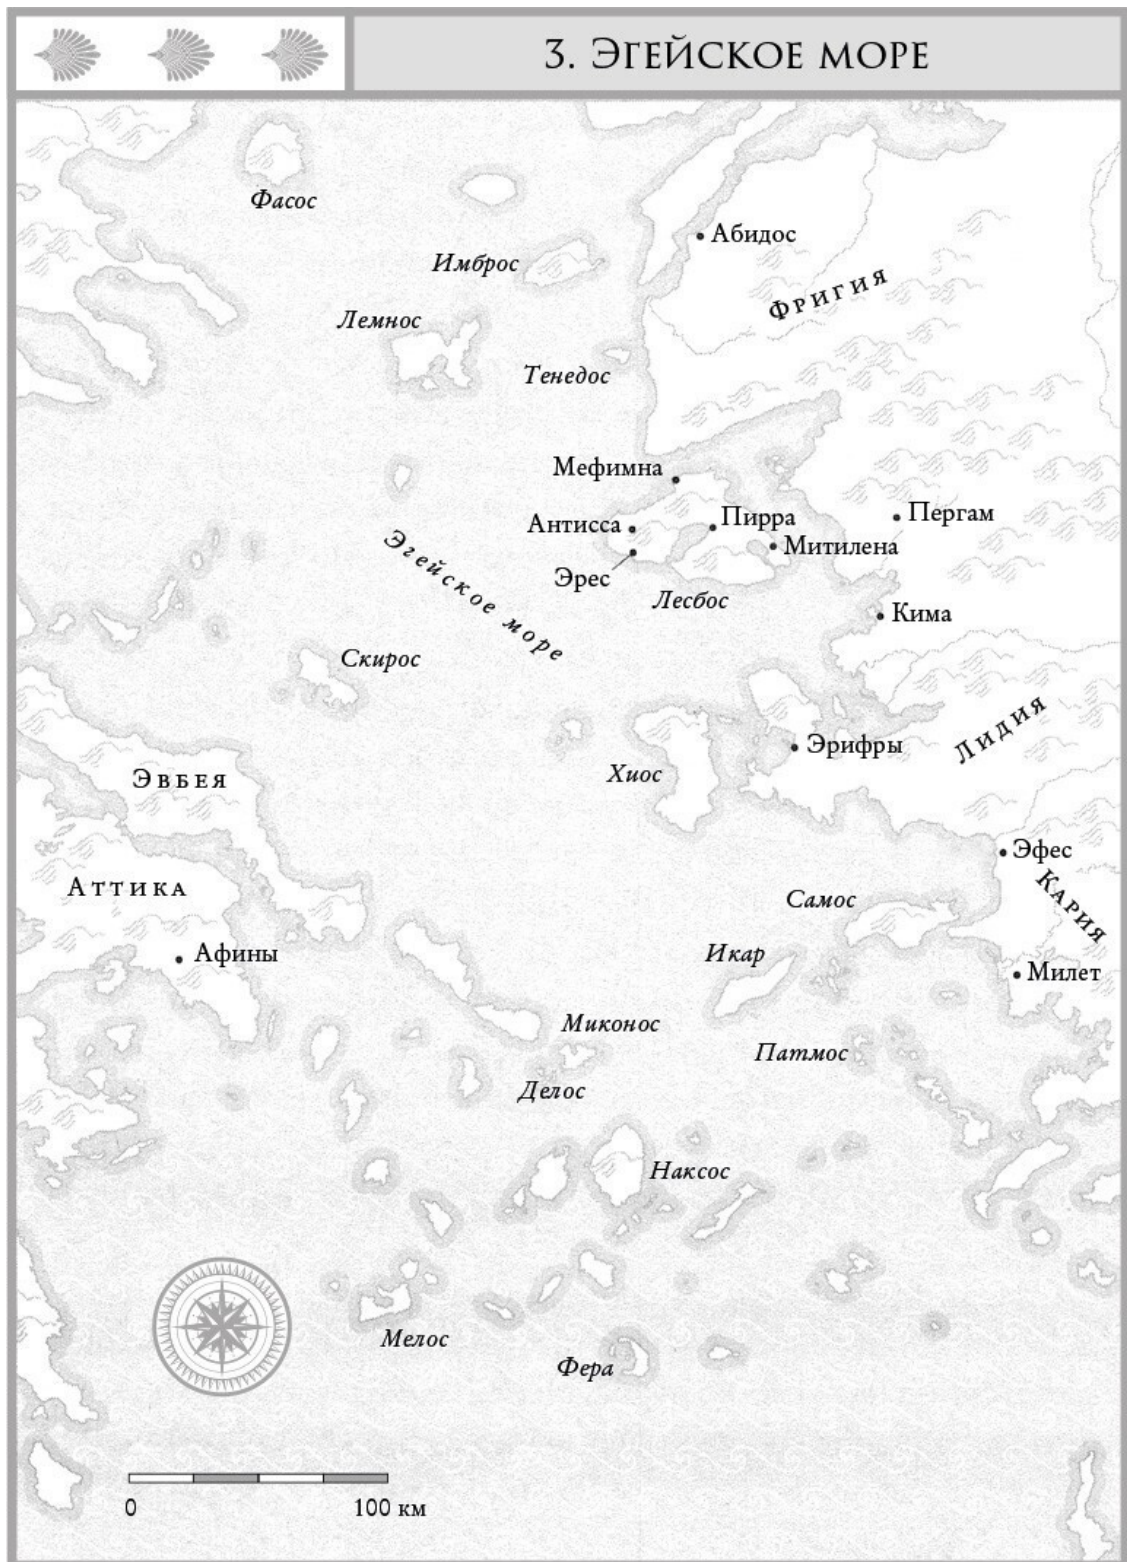 3. Эгейское море
Фасос
Абидос
Имброс
Фригия
Лемнос
Тенедос
Мефимна
Пергам
Пирра
Антисса
Митилена
Эрес
Лесбос
Эгейское море
Кима
Скирос
Лидия
Эрифры
Хиос
Эвбея
Эфес
Аттика
Кария
Самос
Афины
Икар
Милет
Миконос
Патмос
Делос
Наксос
Мелос
Фера
0 100 км